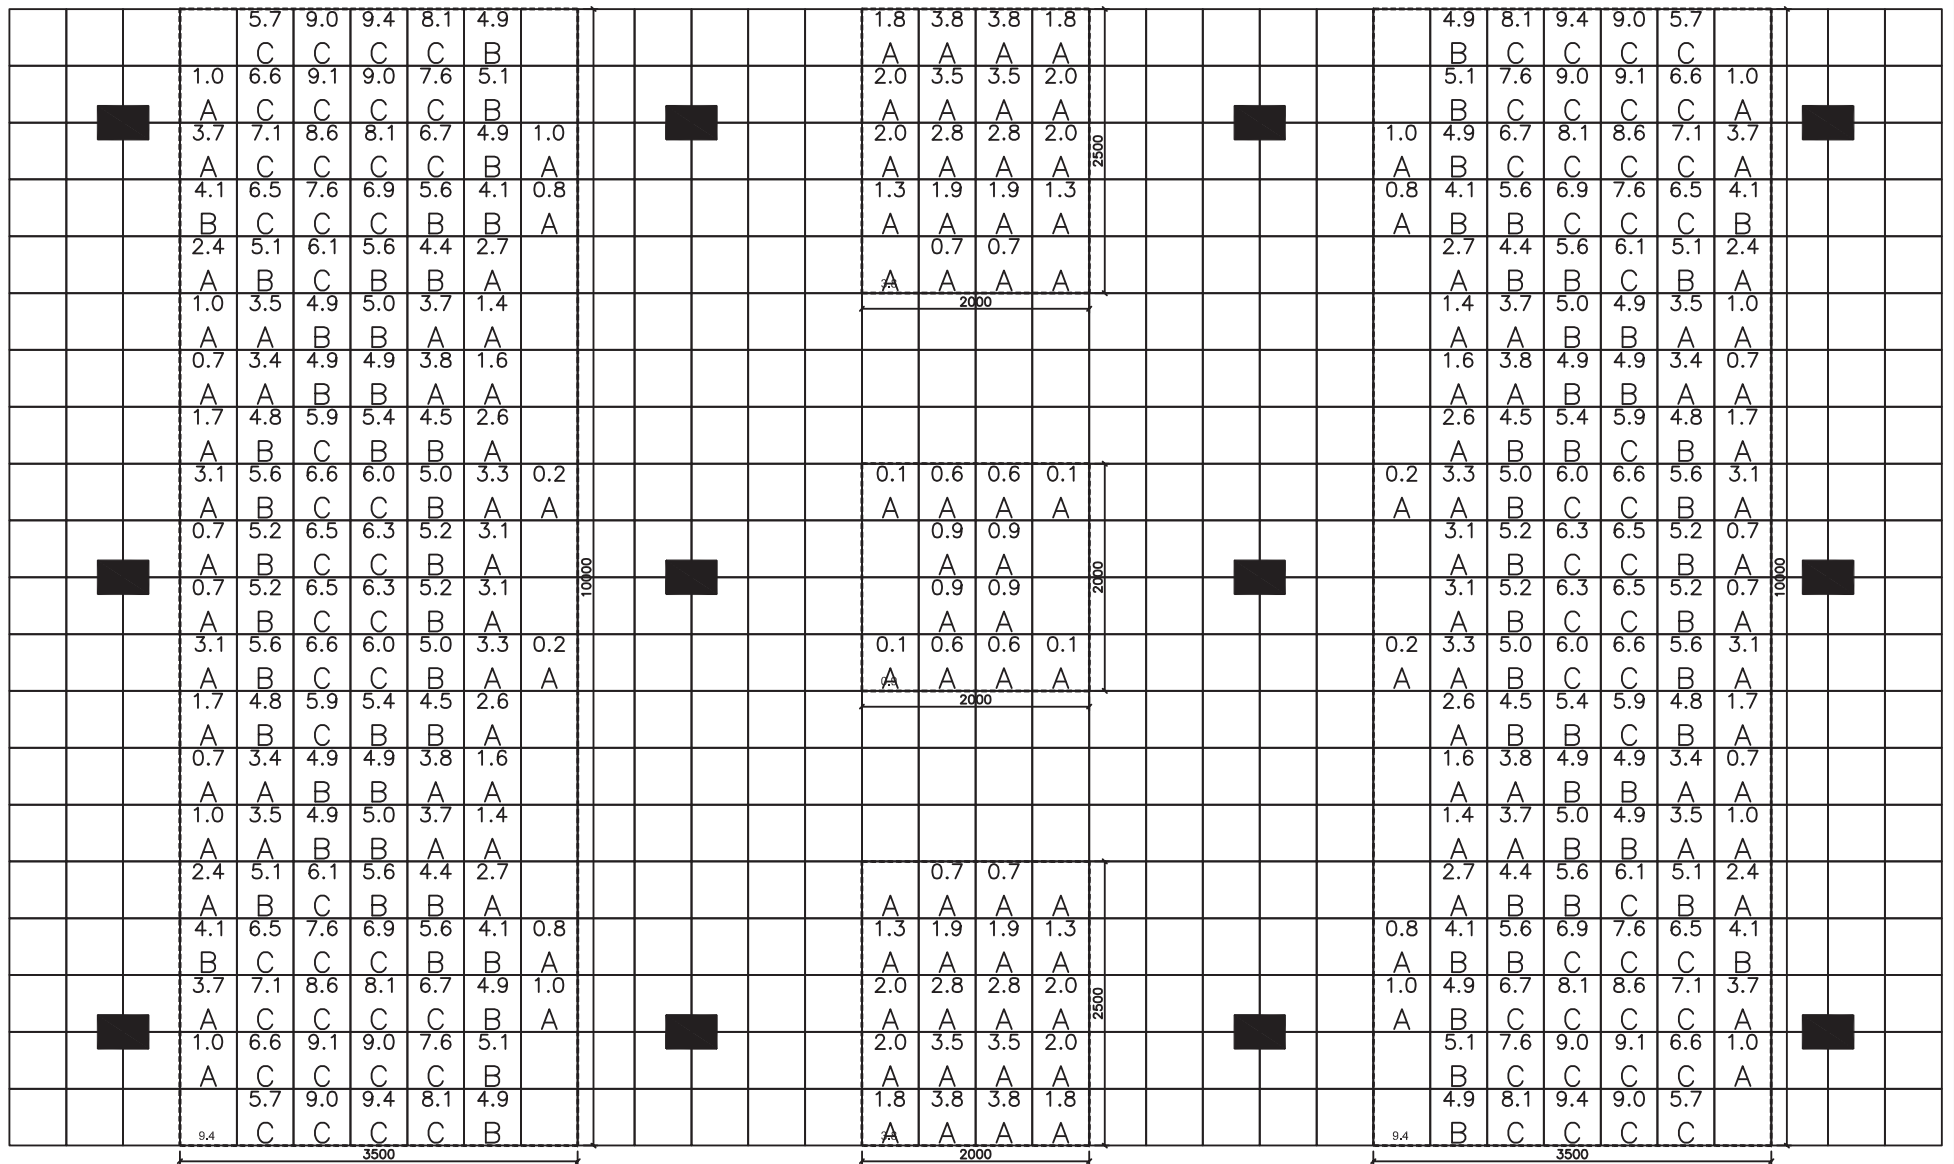 5.7 9.0 9.4 8.1 4.9 1.8 3.8 3.8 1.8 4.9 8.1 9.4 9.0 5.7
C C C C B A A A A B C C C C
1.0 6.6 9.1 9.0 7.6 5.1 2.0 3.5 3.5 2.0 5.1 7.6 9.0 9.1 6.6 1.0
A C C C C B A A A A B C C C C A
3.7 7.1 8.6 8.1 6.7 4.9 1.0 2.0 2.8 2.8 2.0 1.0 4.9 6.7 8.1 8.6 7.1 3.7
2500
A C C C C B A A A A A A B C C C C A
4.1 6.5 7.6 6.9 5.6 4.1 0.8 1.3 1.9 1.9 1.3 0.8 4.1 5.6 6.9 7.6 6.5 4.1
B C C C B B A A A A A A B B C C C B
2.4 5.1 6.1 5.6 4.4 2.7 0.7 0.7 2.7 4.4 5.6 6.1 5.1 2.4
A B C B B A A A A A A B B C B A
3.8
1.0 3.5 4.9 5.0 3.7 1.4 2000 1.4 3.7 5.0 4.9 3.5 1.0
A A B B A A A A B B A A
0.7 3.4 4.9 4.9 3.8 1.6 1.6 3.8 4.9 4.9 3.4 0.7
A A B B A A A A B B A A
1.7 4.8 5.9 5.4 4.5 2.6 2.6 4.5 5.4 5.9 4.8 1.7
A B C B B A A B B C B A
3.1 5.6 6.6 6.0 5.0 3.3 0.2 0.1 0.6 0.6 0.1 0.2 3.3 5.0 6.0 6.6 5.6 3.1
A B C C B A A A A A A A A B C C B A
0.7 5.2 6.5 6.3 5.2 3.1 0.9 0.9 3.1 5.2 6.3 6.5 5.2 0.7
A B C C B A A A A B C C B A
10000 2000 10000
0.7 5.2 6.5 6.3 5.2 3.1 0.9 0.9 3.1 5.2 6.3 6.5 5.2 0.7
A B C C B A A A A B C C B A
3.1 5.6 6.6 6.0 5.0 3.3 0.2 0.1 0.6 0.6 0.1 0.2 3.3 5.0 6.0 6.6 5.6 3.1
A B C C B A A A A A A A A B C C B A
0.9
1.7 4.8 5.9 5.4 4.5 2.6 2000 2.6 4.5 5.4 5.9 4.8 1.7
A B C B B A A B B C B A
0.7 3.4 4.9 4.9 3.8 1.6 1.6 3.8 4.9 4.9 3.4 0.7
A A B B A A A A B B A A
1.0 3.5 4.9 5.0 3.7 1.4 1.4 3.7 5.0 4.9 3.5 1.0
A A B B A A A A B B A A
2.4 5.1 6.1 5.6 4.4 2.7 0.7 0.7 2.7 4.4 5.6 6.1 5.1 2.4
A B C B B A A A A A A B B C B A
4.1 6.5 7.6 6.9 5.6 4.1 0.8 1.3 1.9 1.9 1.3 0.8 4.1 5.6 6.9 7.6 6.5 4.1
B C C C B B A A A A A A B B C C C B
3.7 7.1 8.6 8.1 6.7 4.9 1.0 2.0 2.8 2.8 2.0 1.0 4.9 6.7 8.1 8.6 7.1 3.7
2500
A C C C C B A A A A A A B C C C C A
1.0 6.6 9.1 9.0 7.6 5.1 2.0 3.5 3.5 2.0 5.1 7.6 9.0 9.1 6.6 1.0
A C C C C B A A A A B C C C C A
5.7 9.0 9.4 8.1 4.9 1.8 3.8 3.8 1.8 4.9 8.1 9.4 9.0 5.7
9.4 C C C C B A A A A 9.4 B C C C C
3.8
3500 2000 3500